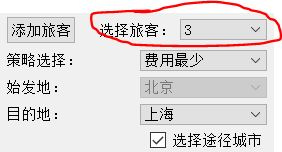 添加旅客 选择旅客： 3
策略选择： 费用最少
始发地： 北京
目的地： 上海
选择途径城市